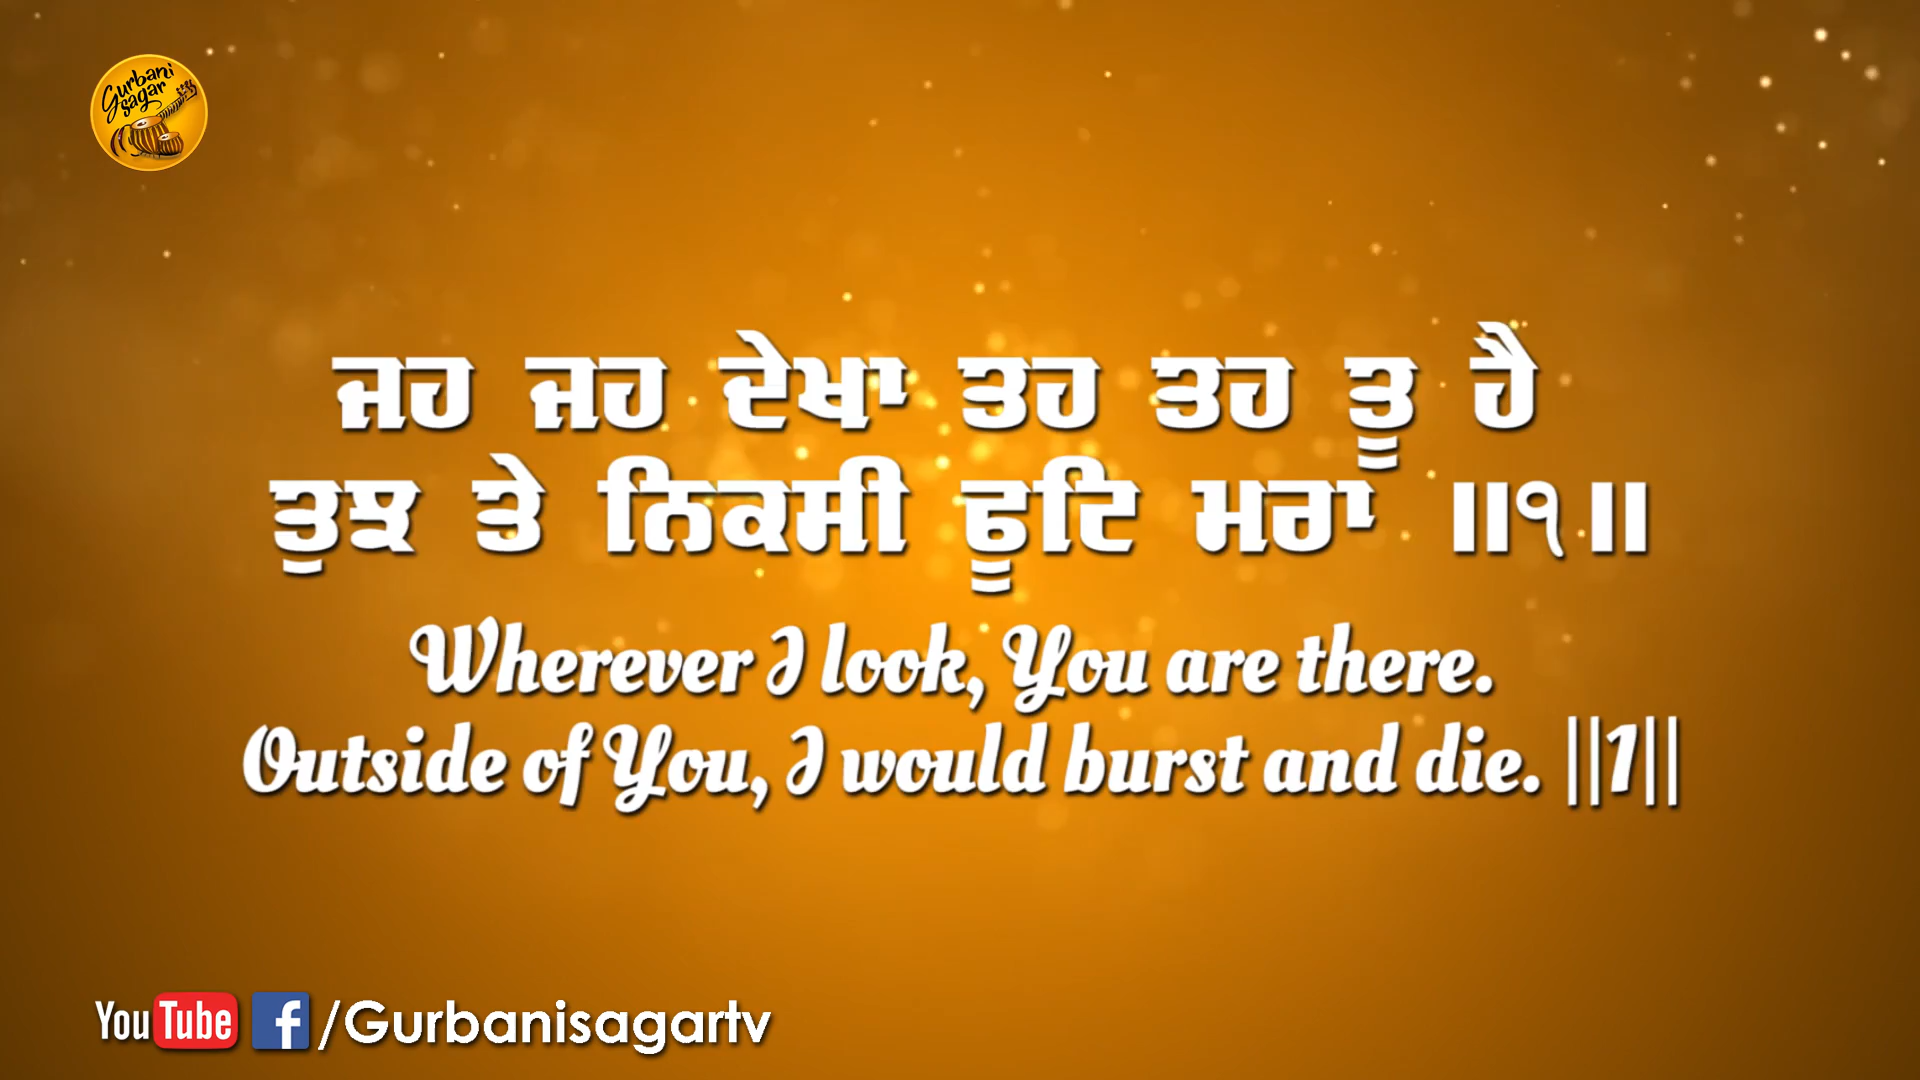 Gurbani
Sagar
ਜਹ ਜਹ ਦੇਖਾ ਤਹ ਤਹ ਤੂ ਹੈ
ਤੁਝ ਤੇ ਨਿਕਸੀ ਫੂਟਿ ਮਰਾ ॥੧॥
Wherever I look, You are there.
Outside of You, I would burst and die. ||1||
YouTube f /Gurbanisagartv